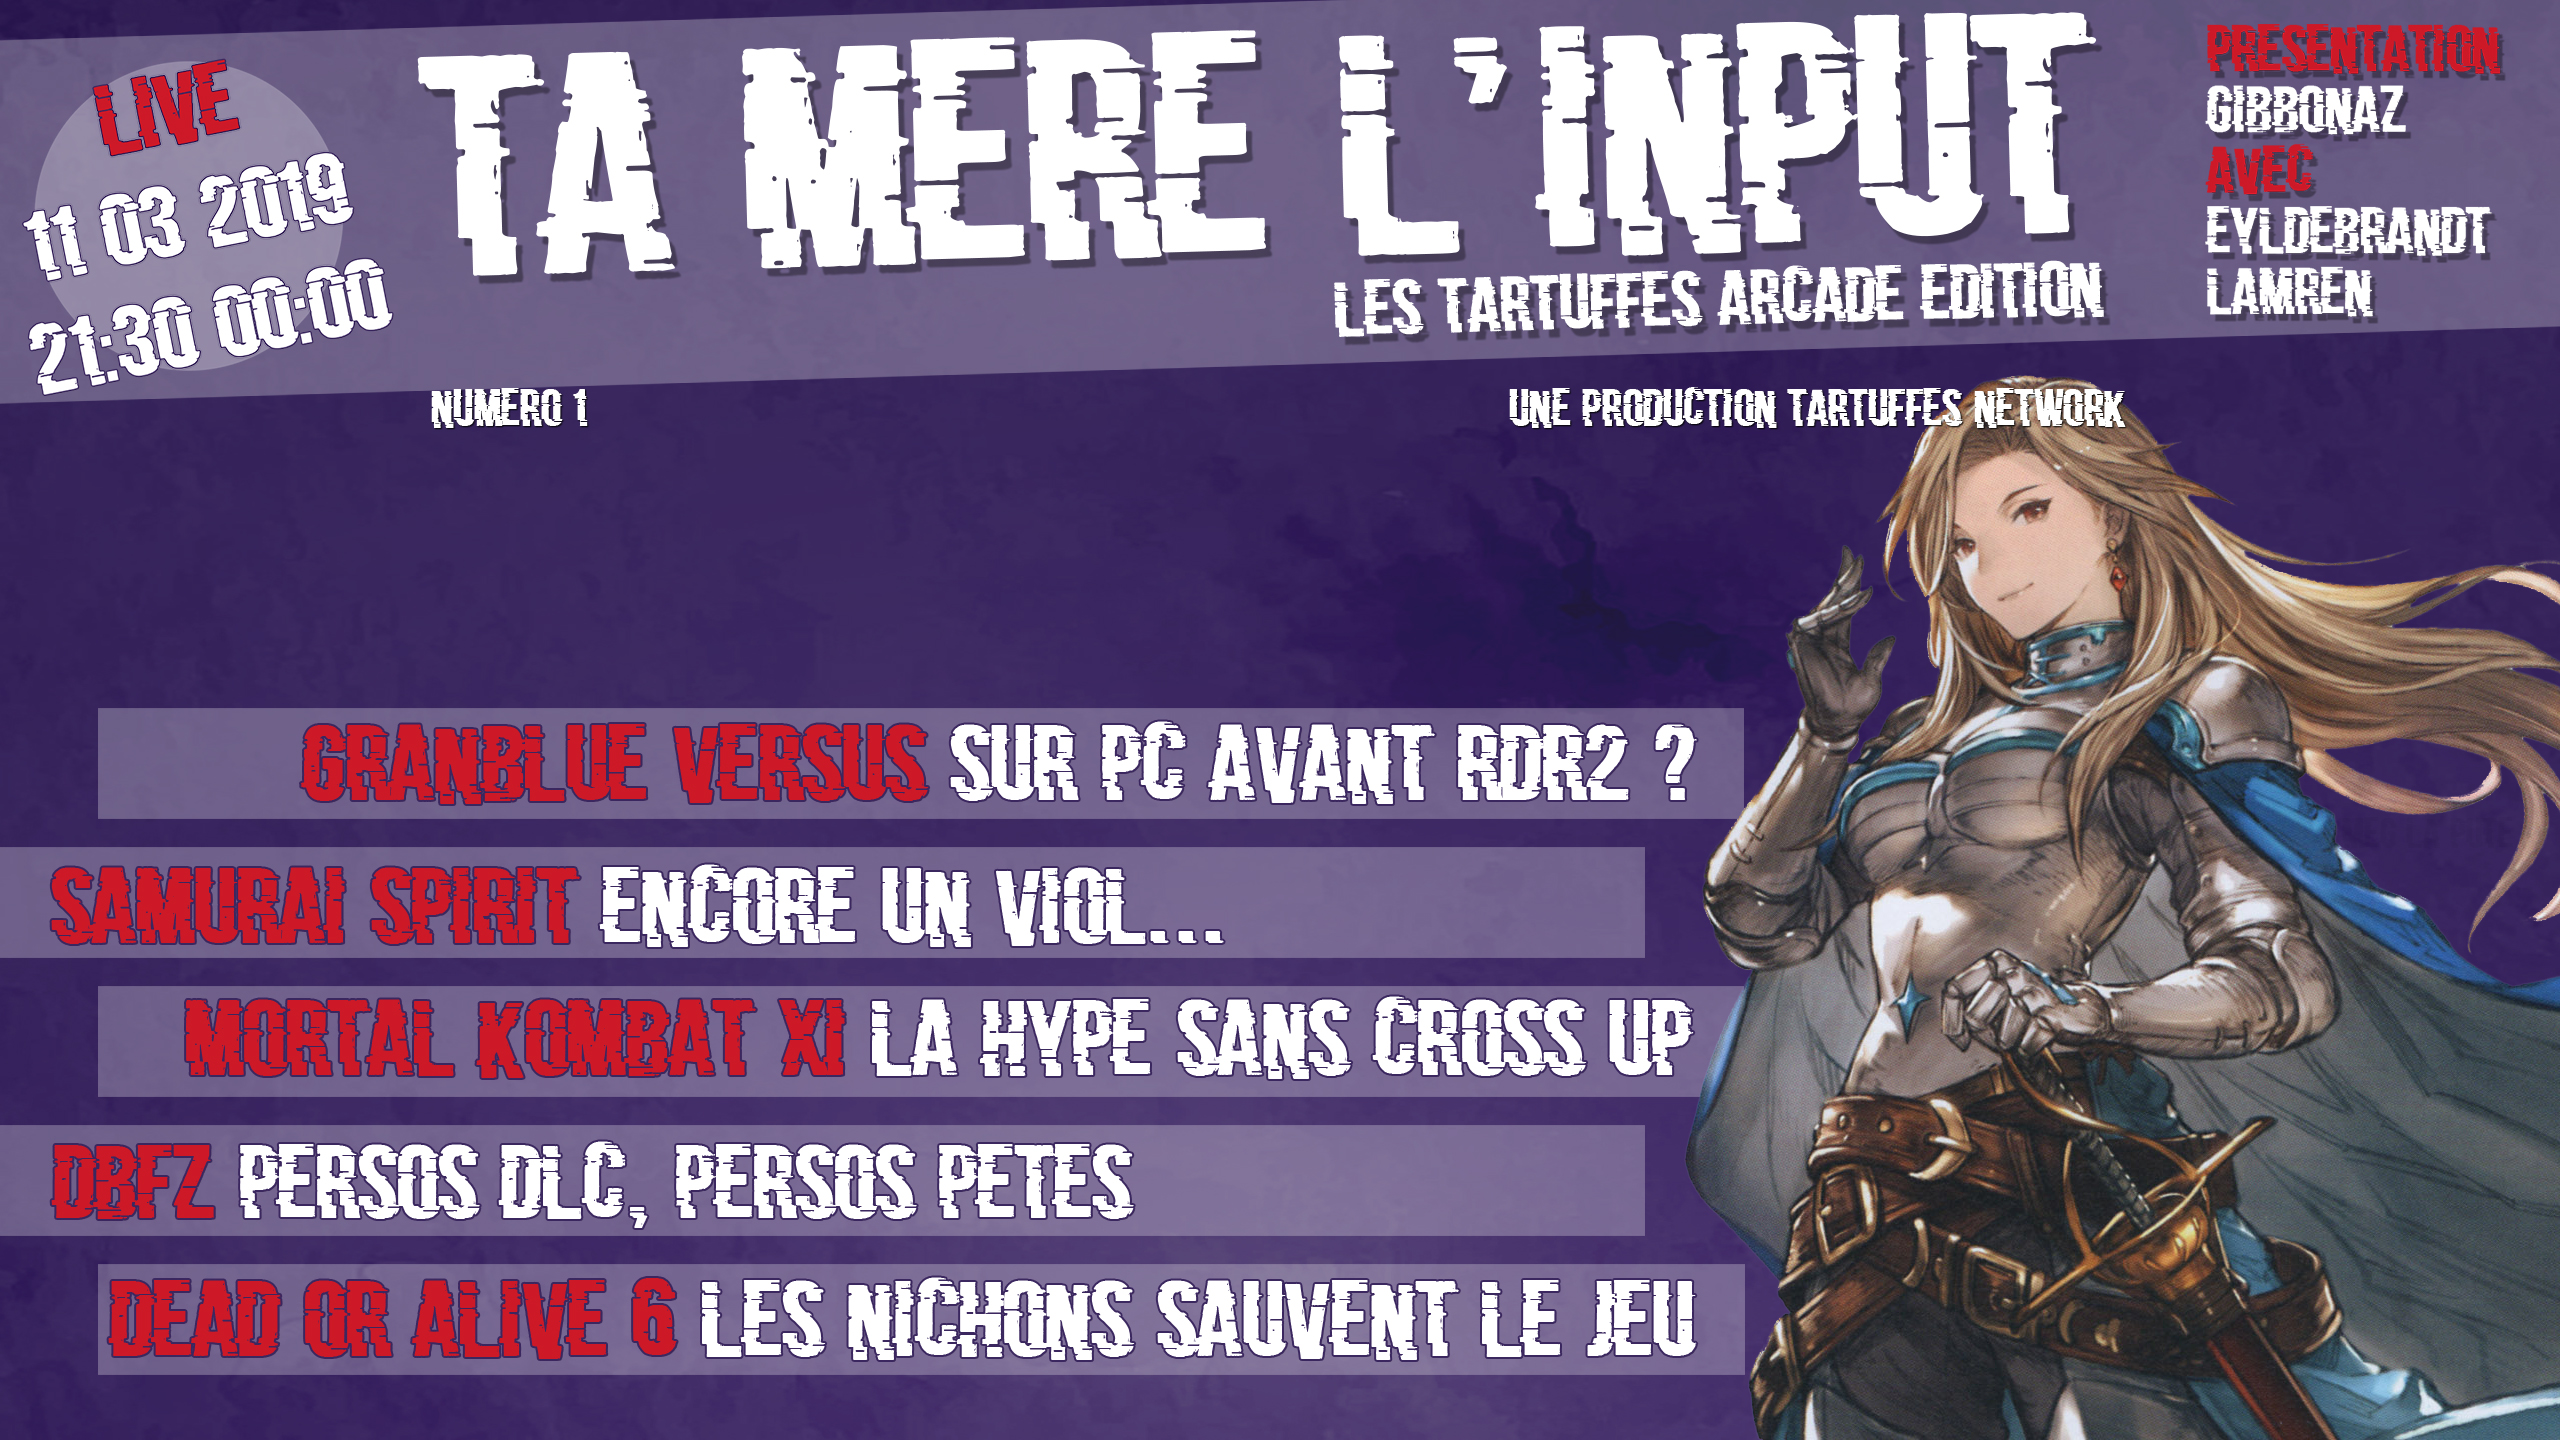 LIVE
11 03 2019
21:30 00:00
TA MERE L'INPUT
LES TARTUFFES ARCADE EDITION
PRESENTATION
GIBBONAZ
AVEC
EYLDEBRANDT
LAMREN
NUMERO 1
UNE PRODUCTION TARTUFFES NETWORK
GRANBLUE VERSUS SUR PC AVANT RDR2 ?
SAMURAI SPIRIT ENCORE UN VIOL...
MORTAL KOMBAT XI LA HYPE SANS CROSS UP
DBFZ PERSOS DLC, PERSOS PETES
DEAD OR ALIVE 6 LES NICHONS SAUVENT LE JEU